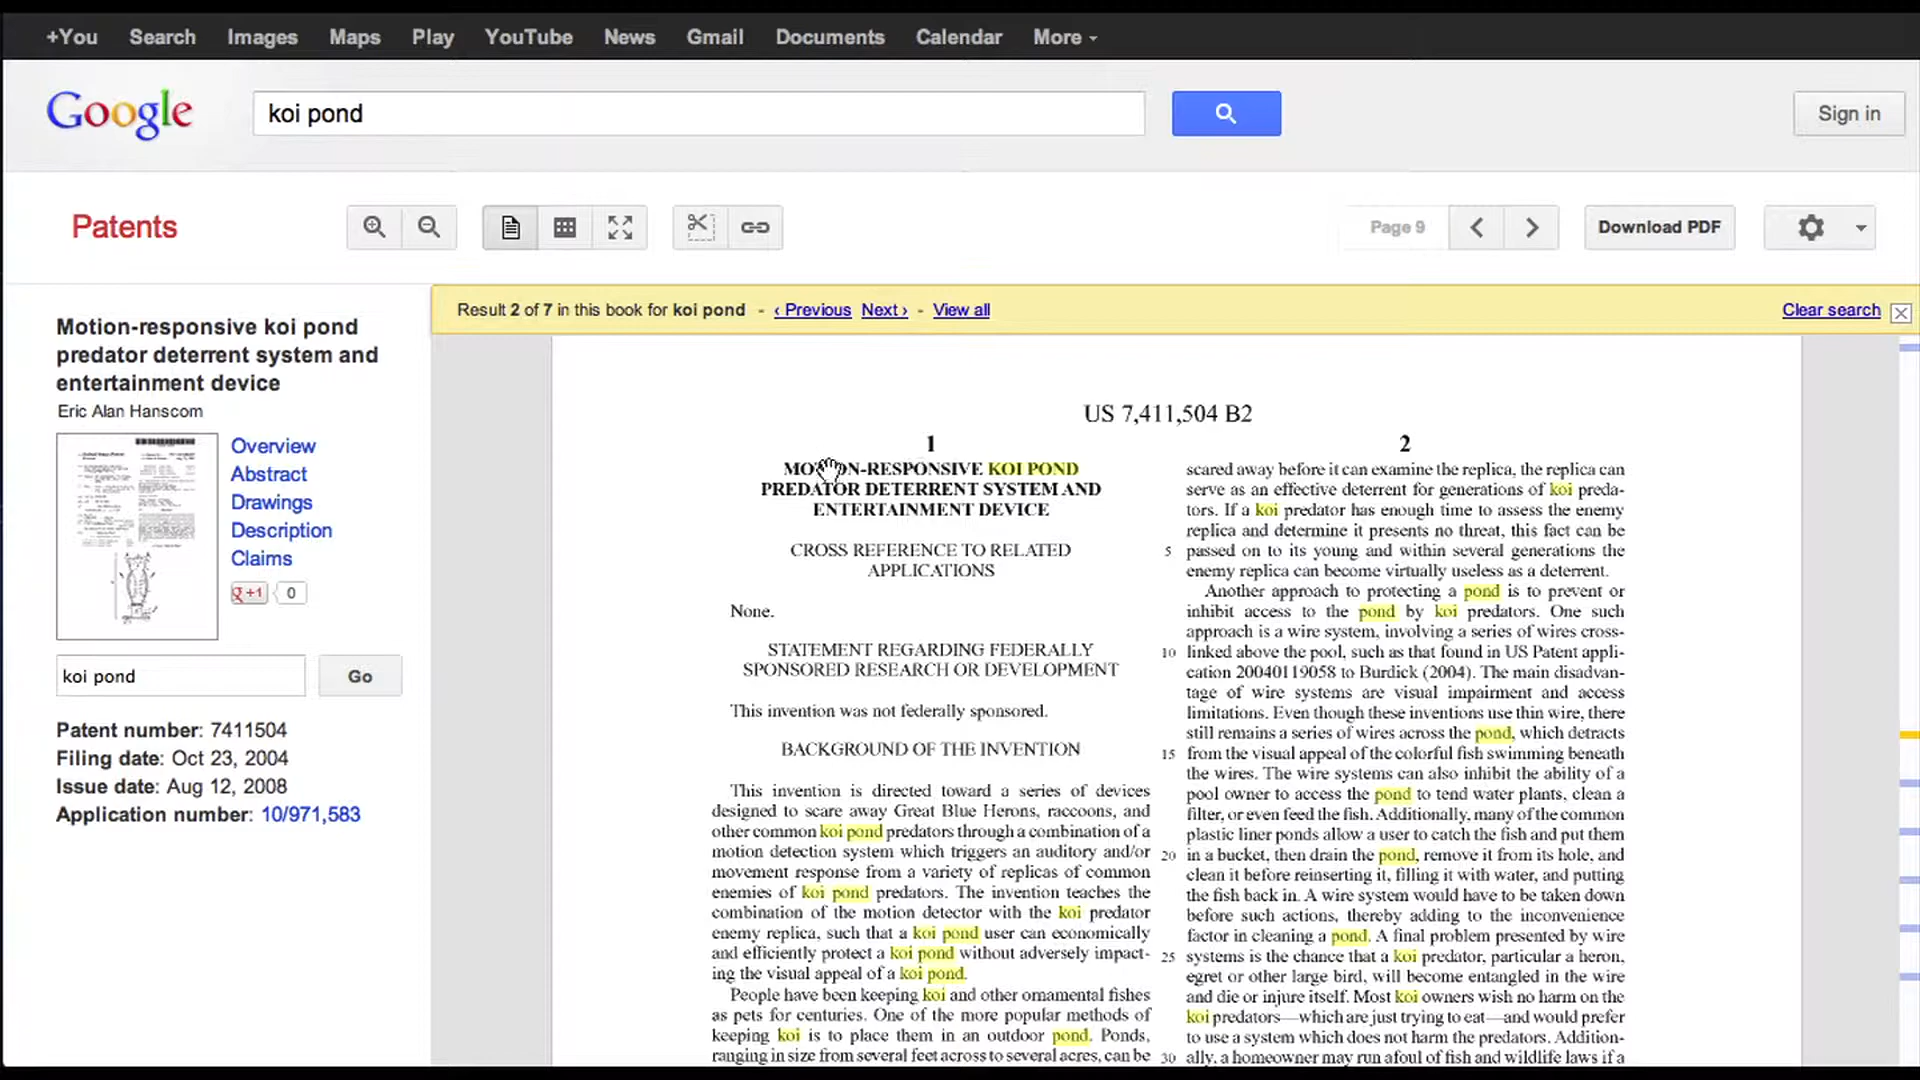 +You Search Images Maps Play YouTube News Gmail Documents Calendar More
Google koi pond Sign in
Patents Page 9 Download PDF
Result 2 of 7 in this book for koi pond - ‹ Previous Next › - View all Clear search
Motion-responsive koi pond
predator deterrent system and
entertainment device
Eric Alan Hanscom
Overview
Abstract
Drawings
Description
Claims
+1 0
koi pond Go
Patent number: 7411504
Filing date: Oct 23, 2004
Issue date: Aug 12, 2008
Application number: 10/971,583
US 7,411,504 B2
1
MOTION-RESPONSIVE KOI POND
PREDATOR DETERRENT SYSTEM AND
ENTERTAINMENT DEVICE
CROSS REFERENCE TO RELATED
APPLICATIONS
None.
STATEMENT REGARDING FEDERALLY
SPONSORED RESEARCH OR DEVELOPMENT
This invention was not federally sponsored.
BACKGROUND OF THE INVENTION
This invention is directed toward a series of devices
designed to scare away Great Blue Herons, raccoons, and
other common koi pond predators through a combination of a
motion detection system which triggers an auditory and/or
movement response from a variety of replicas of common
enemies of koi pond predators. The invention teaches the
combination of the motion detector with the koi predator
enemy replica, such that a koi pond user can economically
and efficiently protect a koi pond without adversely impact-
ing the visual appeal of a koi pond.
People have been keeping koi and other ornamental fishes
as pets for centuries. One of the more popular methods of
keeping koi is to place them in an outdoor pond. Ponds,
ranging in size from several feet across to several acres, can be
2
scared away before it can examine the replica, the replica can
serve as an effective deterrent for generations of koi preda-
tors. If a koi predator has enough time to assess the enemy
replica and determine it presents no threat, this fact can be
5 passed on to its young and within several generations the
enemy replica can become virtually useless as a deterrent.
Another approach to protecting a pond is to prevent or
inhibit access to the pond by koi predators. One such
approach is a wire system, involving a series of wires cross-
10 linked above the pool, such as that found in US Patent appli-
cation 20040119058 to Burdick (2004). The main disadvan-
tage of wire systems are visual impairment and access
limitations. Even though these inventions use thin wire, there
still remains a series of wires across the pond, which detracts
15 from the visual appeal of the colorful fish swimming beneath
the wires. The wire systems can also inhibit the ability of a
pool owner to access the pond to tend water plants, clean a
filter, or even feed the fish. Additionally, many of the common
plastic liner ponds allow a user to catch the fish and put them
20 in a bucket, then drain the pond, remove it from its hole, and
clean it before reinserting it, filling it with water, and putting
the fish back in. A wire system would have to be taken down
before such actions, thereby adding to the inconvenience
factor in cleaning a pond. A final problem presented by wire
25 systems is the chance that a koi predator, particular a heron,
egret or other large bird, will become entangled in the wire
and die or injure itself. Most koi owners wish no harm on the
koi predators—which are just trying to eat—and would prefer
to use a system which does not harm the predators. Addition-
30 ally, a homeowner may run afoul of fish and wildlife laws if a